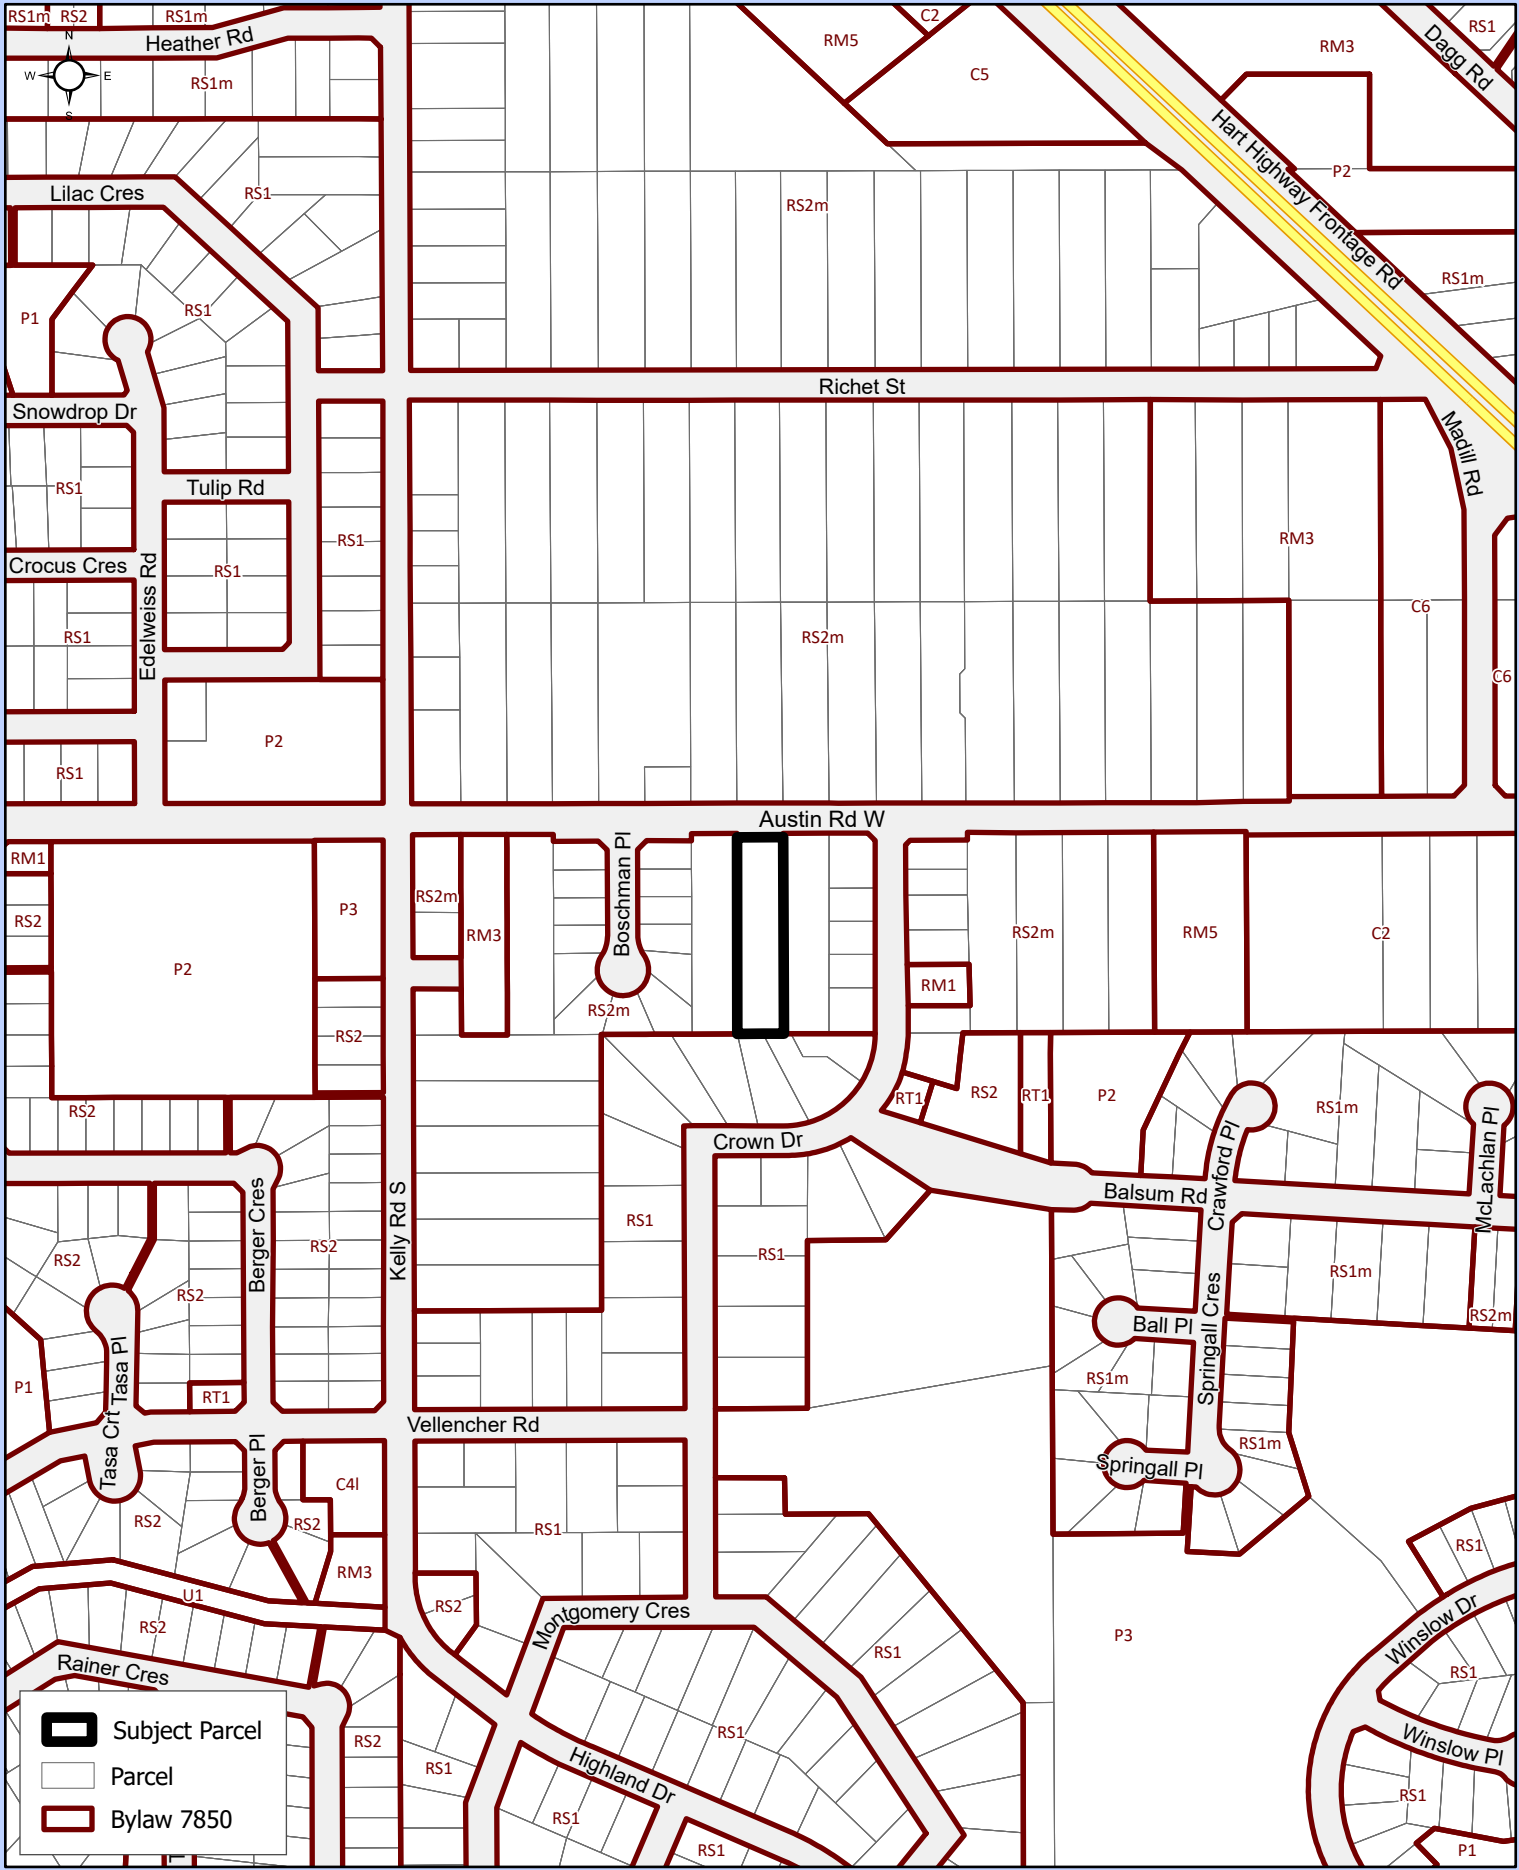 RS1m RS2 RS1m C2 RS1
Heather Rd RM5 RM3 Dagg Rd
N
W E
S
RS1m C5
Hart Highway Frontage Rd
P2
Lilac Cres RS1 RS2m
RS1m
P1 RS1
Richet St
Snowdrop Dr Madill Rd
RS1 Tulip Rd
RS1 RM3
Crocus Cres RS1
Edelweiss Rd
RS1 RS2m C6
C6
P2
RS1
Austin Rd W
RM1 Boschman Pl
RS2 P3 RS2m RM3 RS2m RM5 C2
P2 RM1
RS2 RS2m
RS2 RT1 RS2 RT1 P2 RS1m
Crown Dr Crawford Pl McLachlan Pl
Balsum Rd
Berger Cres Kelly Rd S
RS2 RS2 RS1 RS1 RS1m
RS2 Springall Cres
RS2m
Tasa Pl Ball Pl
P1 RT1 RS1m
Vellencher Rd
Tasa Crt Berger Pl RS1m
Springall Pl
C4l
RS2 RS2 RS1 RS1
RM3
U1 RS2 Montgomery Cres Winslow Dr
RS2 RS1 P3
Rainer Cres RS1
RS2 RS1 RS1 Winslow Pl
Highland Dr
RS1 RS1 RS1
P1
Subject Parcel
Parcel
Bylaw 7850